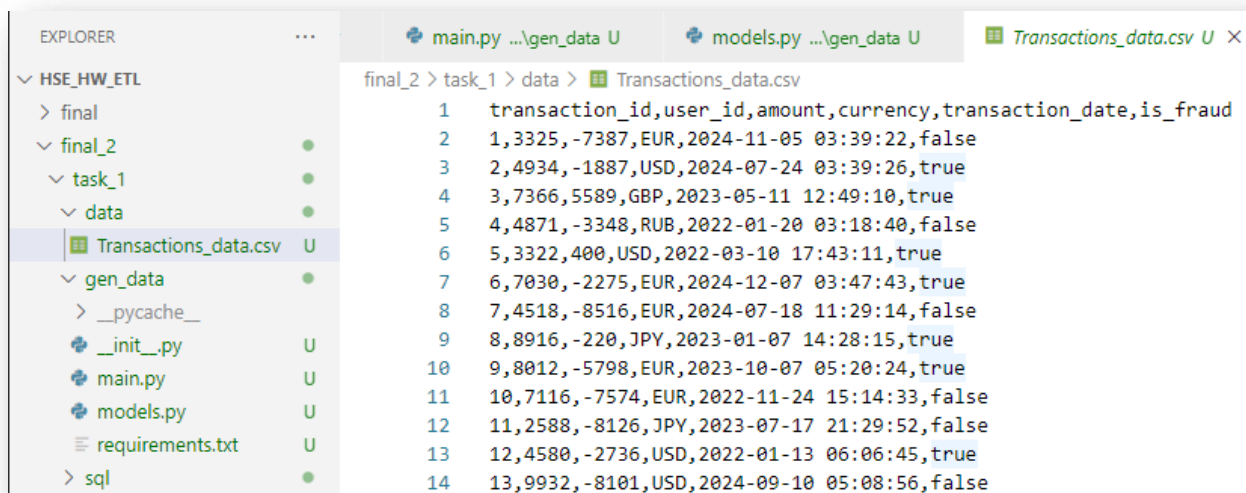 EXPLORER ...
HSE_HW_ETL
final
final_2
task_1
data
Transactions_data.csv U
gen_data
__pycache__
__init__.py U
main.py U
models.py U
requirements.txt U
sql
main.py ...\gen_data U models.py ...\gen_data U Transactions_data.csv U ×
final_2 > task_1 > data > Transactions_data.csv
1 transaction_id,user_id,amount,currency,transaction_date,is_fraud
2 1,3325,-7387,EUR,2024-11-05 03:39:22,false
3 2,4934,-1887,USD,2024-07-24 03:39:26,true
4 3,7366,5589,GBP,2023-05-11 12:49:10,true
5 4,4871,-3348,RUB,2022-01-20 03:18:40,false
6 5,3322,400,USD,2022-03-10 17:43:11,true
7 6,7030,-2275,EUR,2024-12-07 03:47:43,true
8 7,4518,-8516,EUR,2024-07-18 11:29:14,false
9 8,8916,-220,JPY,2023-01-07 14:28:15,true
10 9,8012,-5798,EUR,2023-10-07 05:20:24,true
11 10,7116,-7574,EUR,2022-11-24 15:14:33,false
12 11,2588,-8126,JPY,2023-07-17 21:29:52,false
13 12,4580,-2736,USD,2022-01-13 06:06:45,true
14 13,9932,-8101,USD,2024-09-10 05:08:56,false